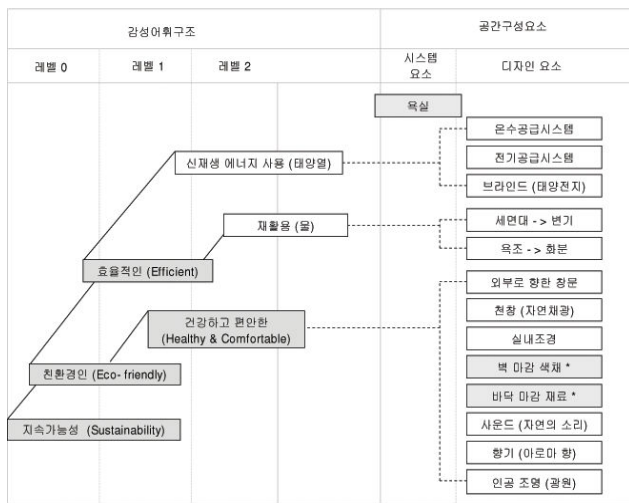 감성어휘구조
공간구성요소
레벨 0
레벨 1
레벨 2
시스템
요소
디자인 요소
욕실
온수공급시스템
신재생 에너지 사용 (태양열)
전기공급시스템
브라인드 (태양전지)
재활용 (물)
세면대 -> 변기
욕조 -> 화분
효율적인 (Efficient)
외부로 향한 창문
건강하고 편안한
(Healthy & Comfortable)
천창 (자연채광)
실내조경
벽 마감 색채 *
친환경인 (Eco- friendly)
바닥 마감 재료 *
지속가능성 (Sustainability)
사운드 (자연의 소리)
향기 (아로마 향)
인공 조명 (광원)